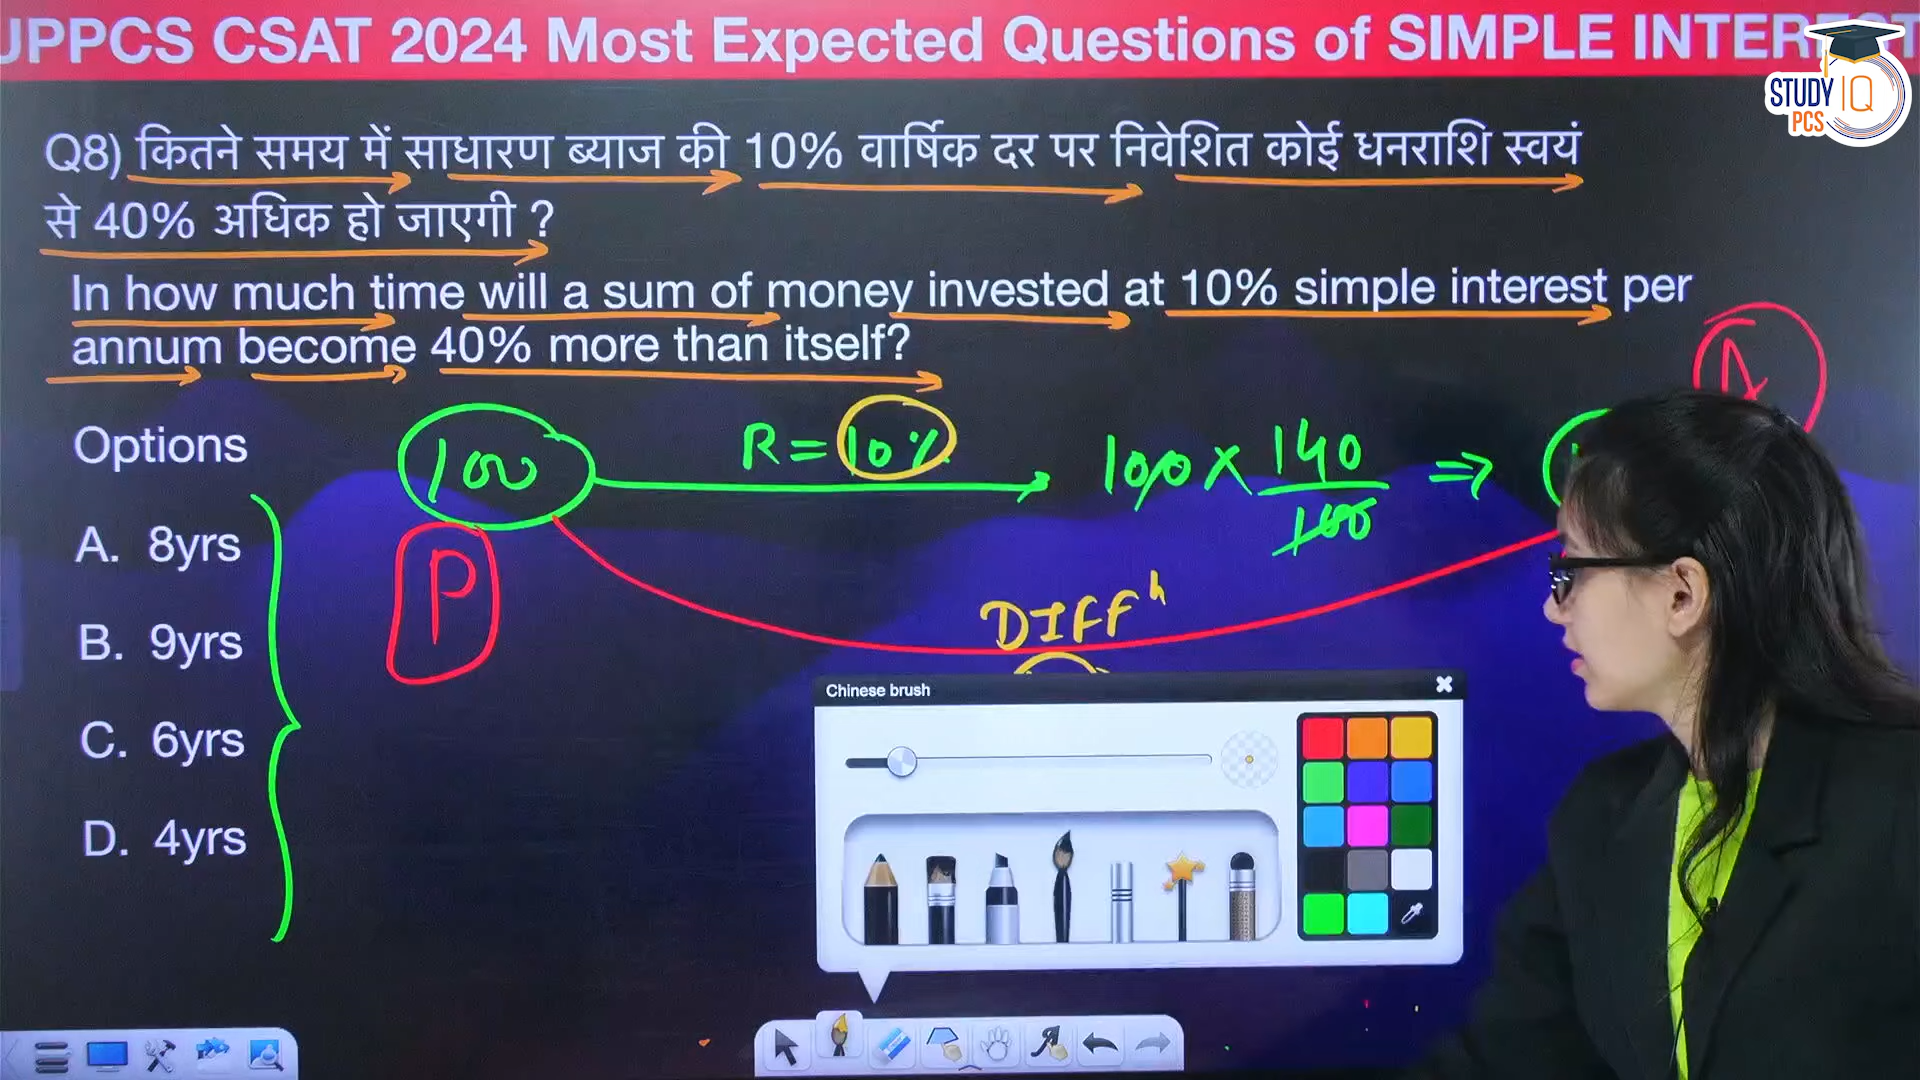 UPPCS CSAT 2024 Most Expected Questions of SIMPLE INTEREST
STUDY IQ
PCS
Q8) कितने समय में साधारण ब्याज की 10% वार्षिक दर पर निवेशित कोई धनराशि स्वयं
से 40% अधिक हो जाएगी ?
In how much time will a sum of money invested at 10% simple interest per
annum become 40% more than itself?
A
Options
100 R = 10% 100 × 140/100 ⇒
A. 8yrs
P
DIFF
B. 9yrs
Chinese brush
C. 6yrs
D. 4yrs